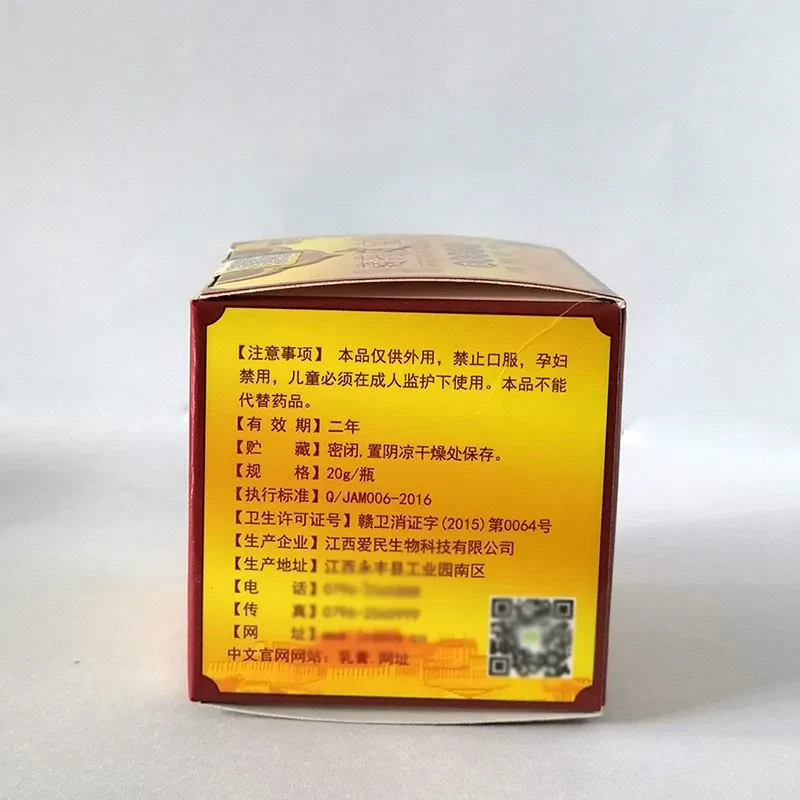 【注意事项】 本品仅供外用，禁止口服，孕妇
禁用，儿童必须在成人监护下使用。本品不能
代替药品。
【有 效 期】二年
【贮 藏】密闭,置阴凉干燥处保存。
【规 格】20g/瓶
【执行标准】Q/JAM006-2016
【卫生许可证号】赣卫消证字(2015)第0064号
【生产企业】江西爱民生物科技有限公司
【生产地址】江西永丰县工业园南区
【电 话】
【传 真】
【网 址】
中文官网网站：乳膏.网址